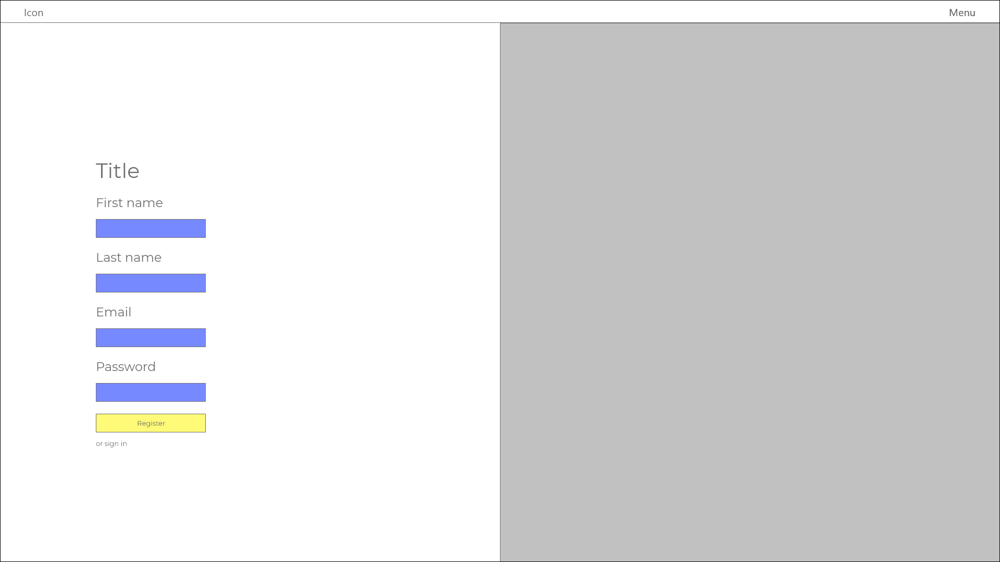 Icon
Menu
Title
First name
Last name
Email
Password
Register
or sign in